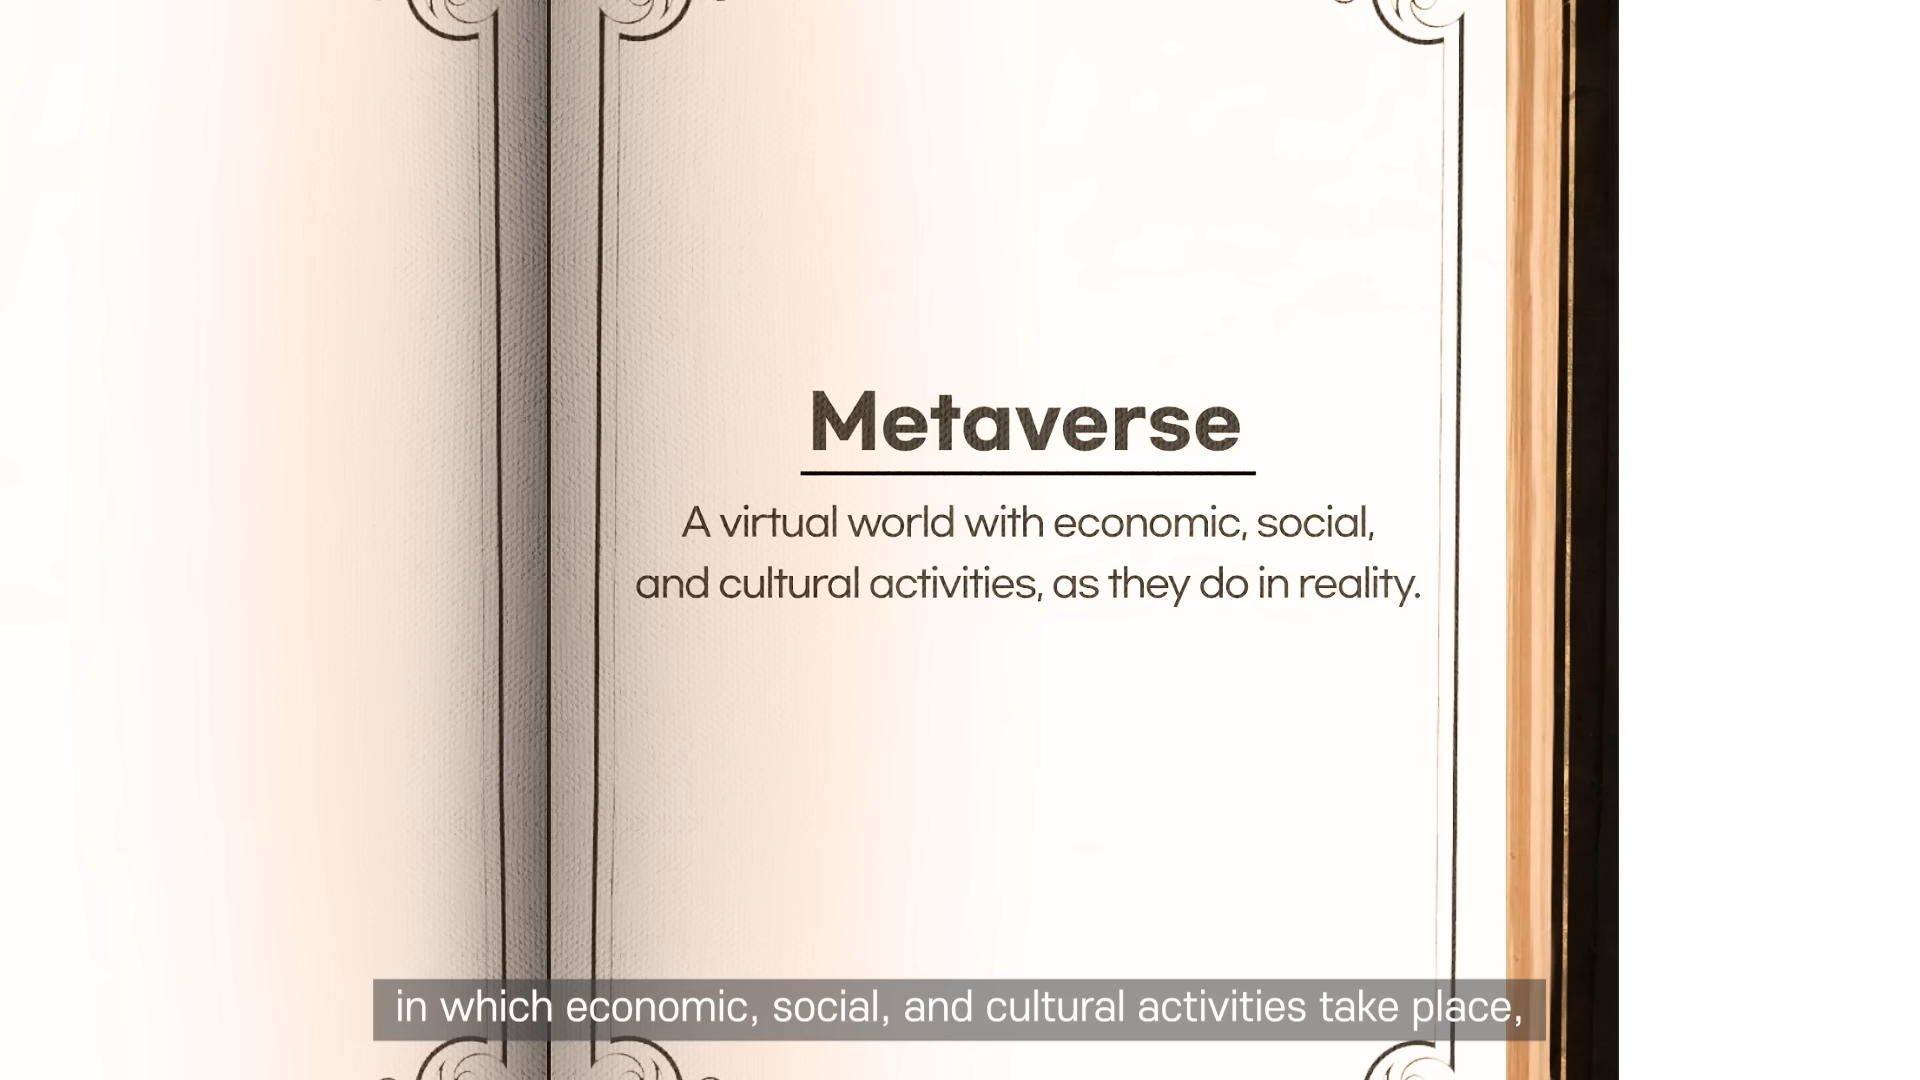 Metaverse
A virtual world with economic, social,
and cultural activities, as they do in reality.
in which economic, social, and cultural activities take place,